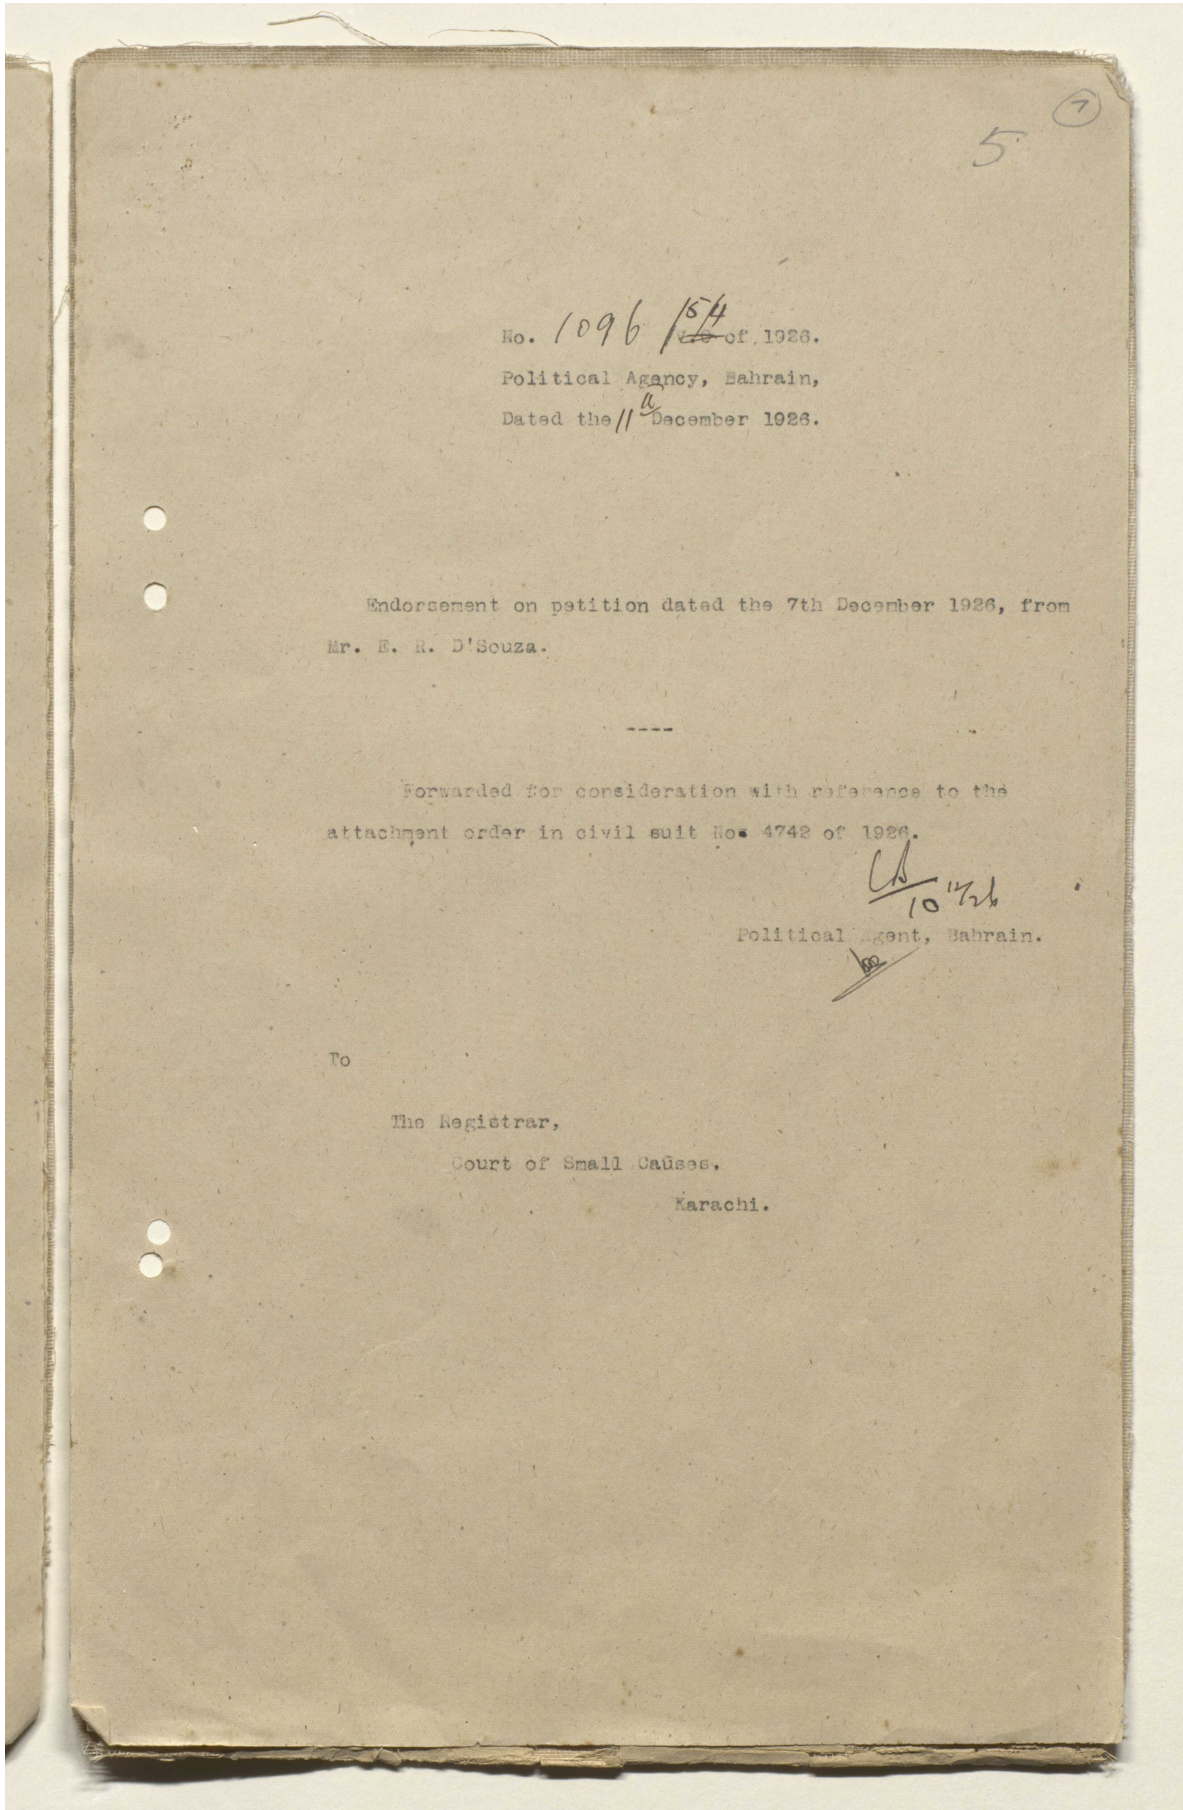 7
5
No. 1096 /15/4 of 1926.
Political Agency, Bahrain,
Dated the 11th December 1926.
Endorsement on petition dated the 7th December 1926, from
Mr. E. R. D'Souza.
----
Forwarded for consideration with reference to the
attachment order in civil suit No. 4742 of 1926.
10 12/26
Political Agent, Bahrain.
To
The Registrar,
Court of Small Causes,
Karachi.